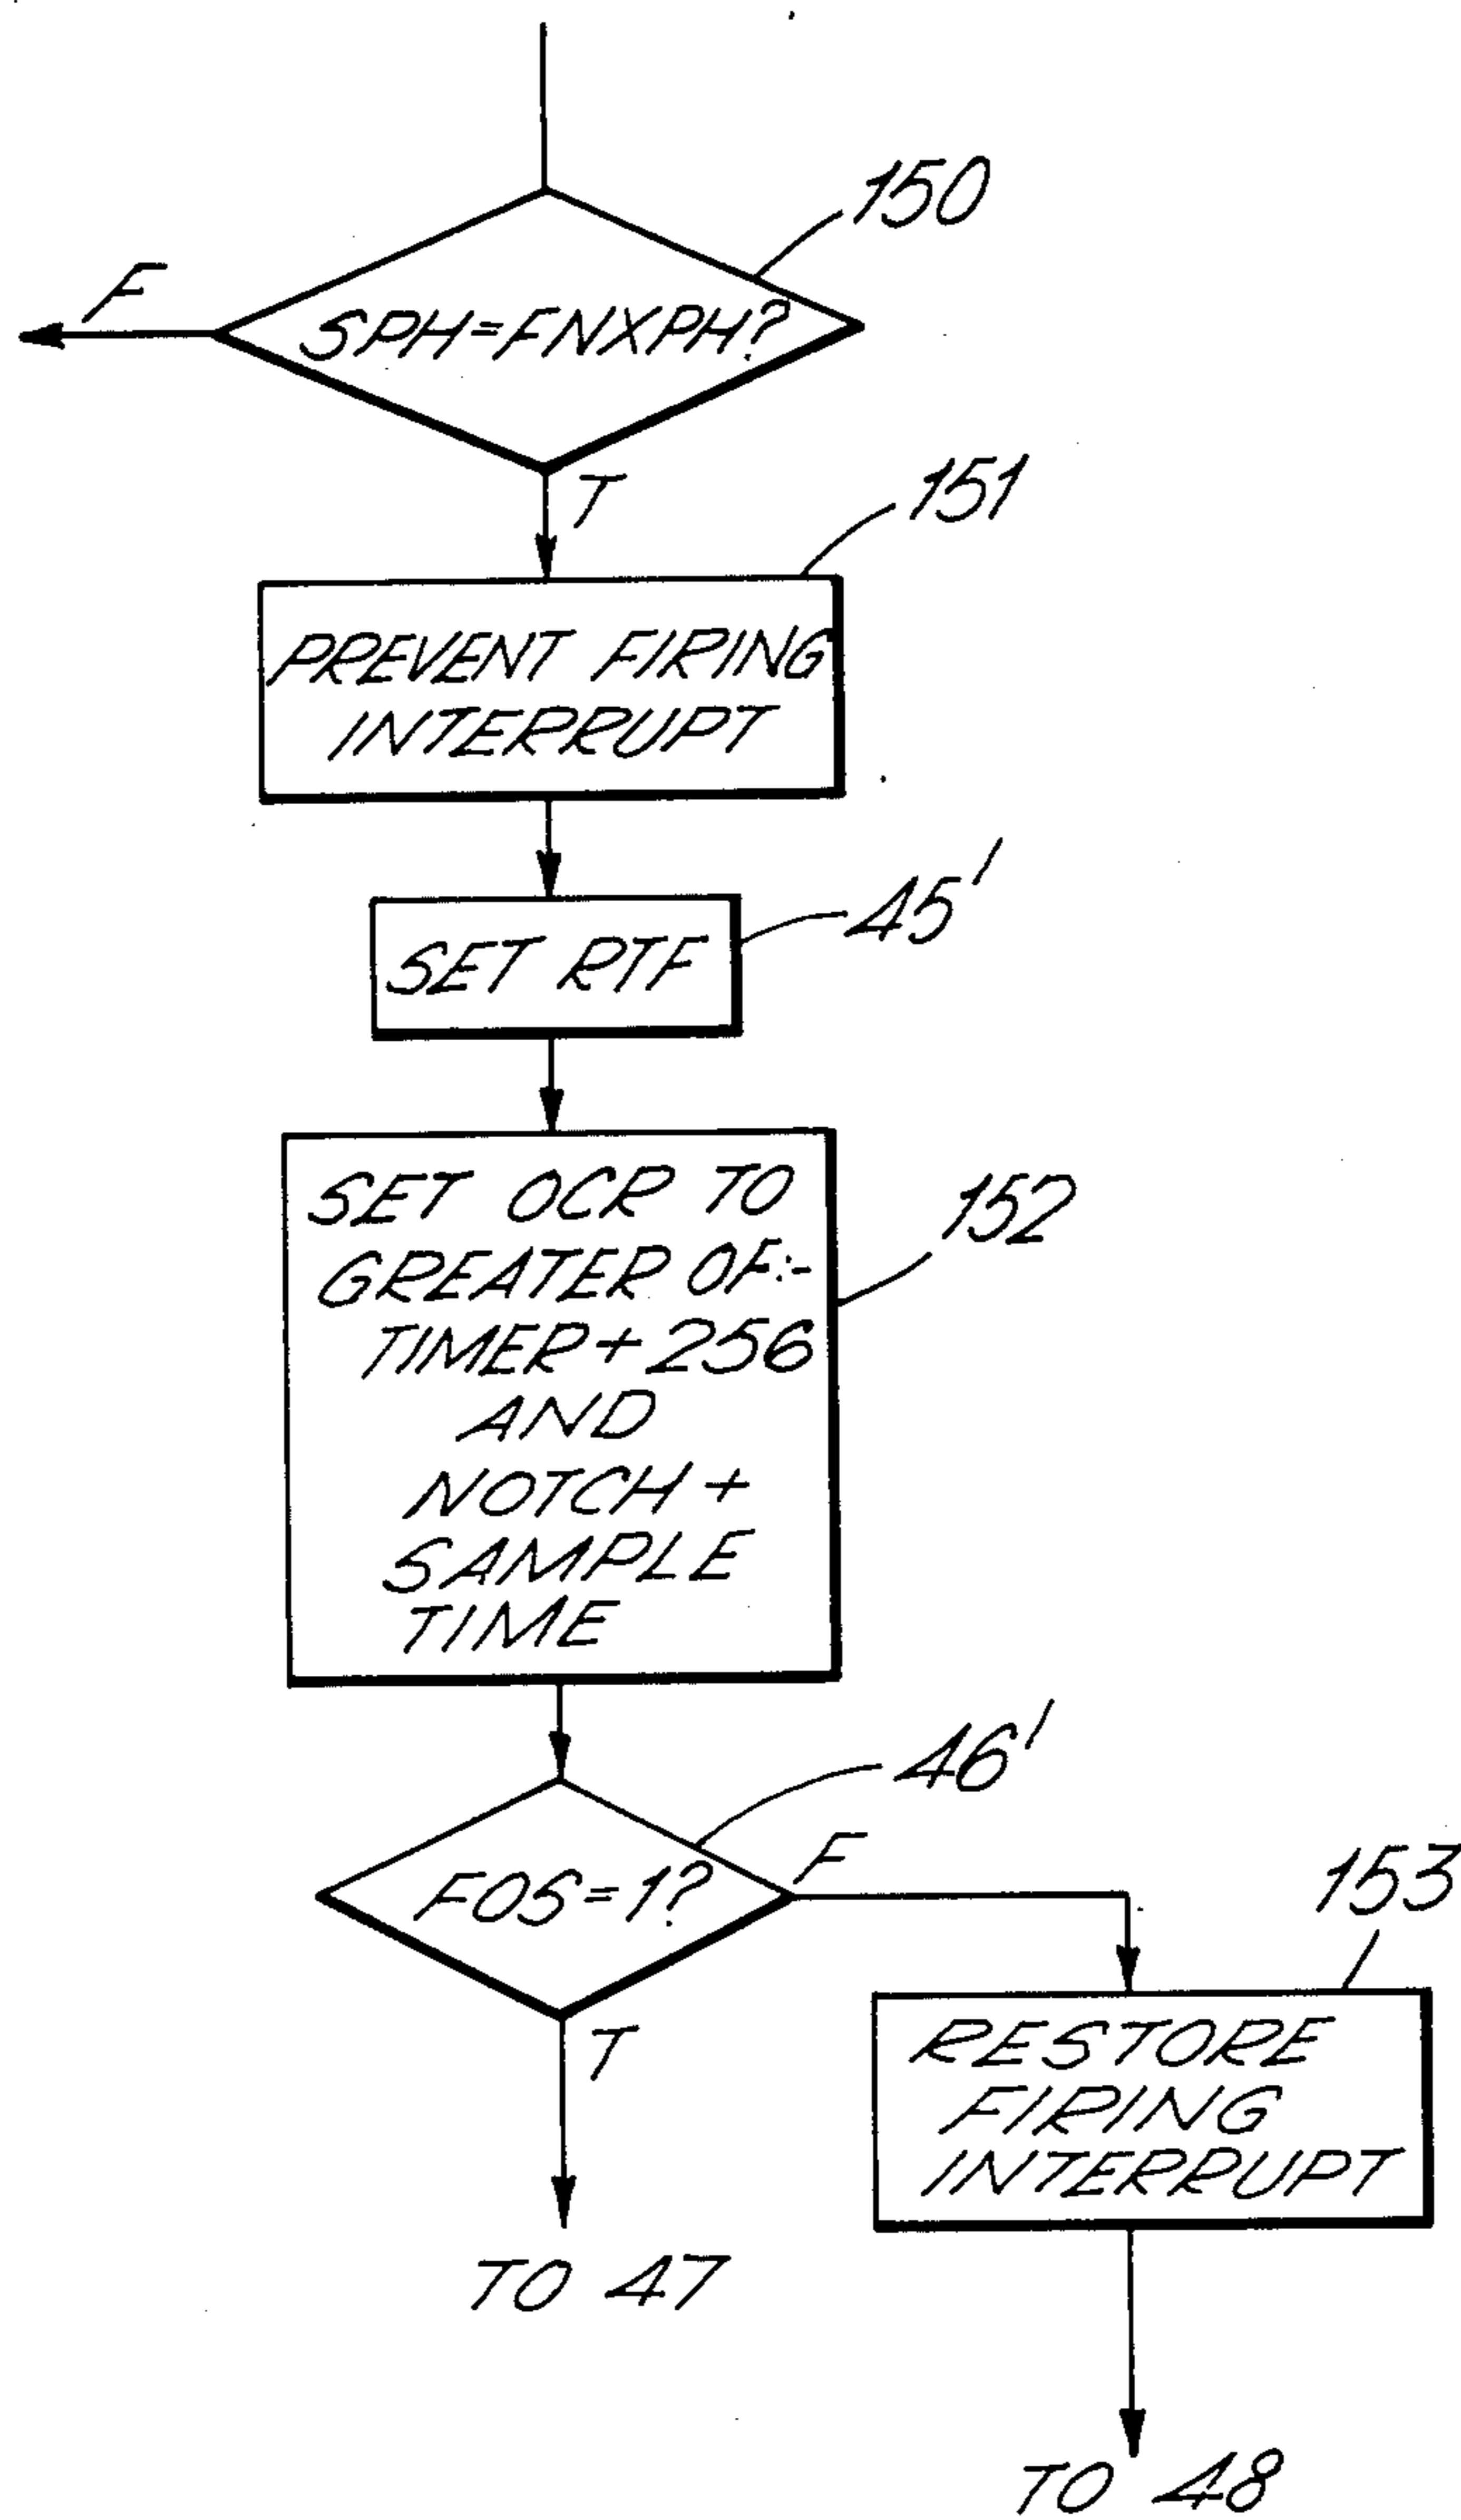 150
F
SPH=FNXPH?
T
151
PREVENT FIRING
INTERRUPT
45'
SET RTF
152
SET OCR TO
GREATER OF:-
TIMER+256
AND
NOTCH+
SAMPLE
TIME
46'
F
FOS=1?
153
T
RESTORE
FIRING
INTERRUPT
TO 47
TO 48